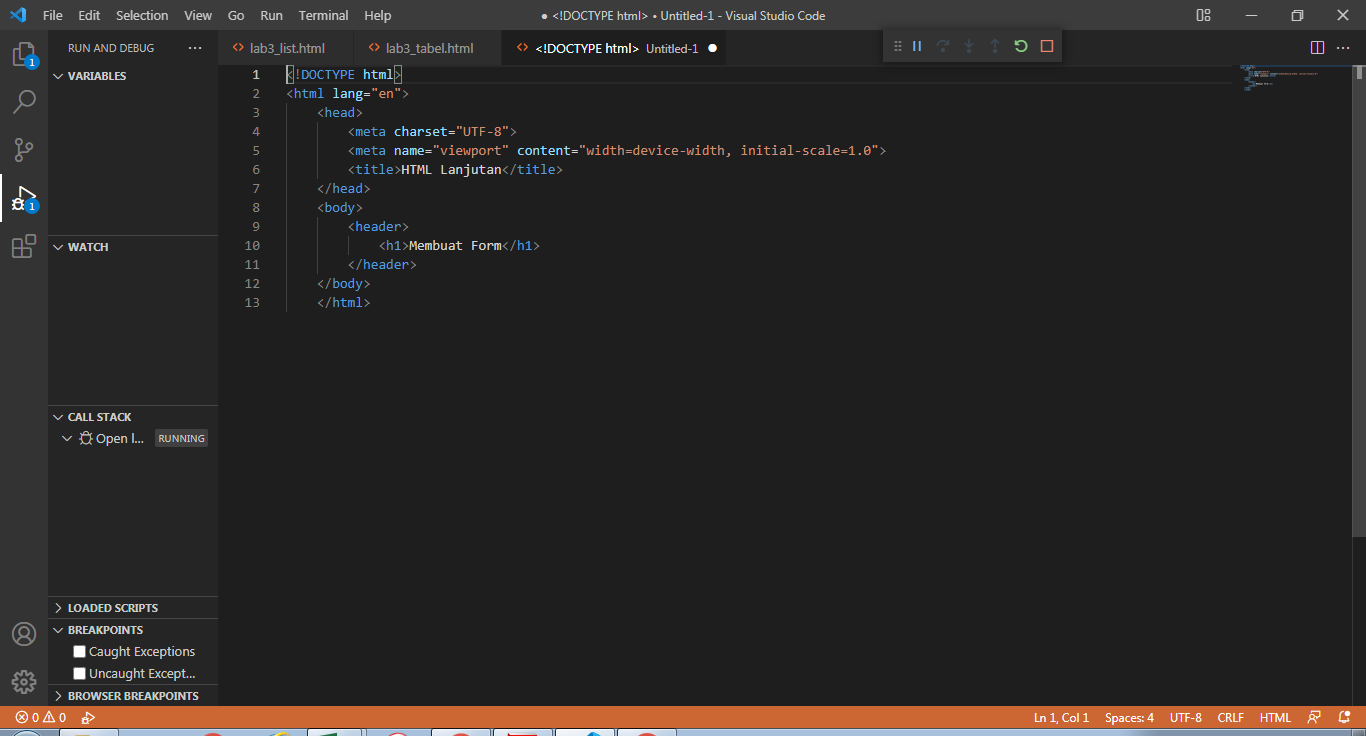 File Edit Selection View Go Run Terminal Help
● <!DOCTYPE html> • Untitled-1 - Visual Studio Code
RUN AND DEBUG ...
lab3_list.html
lab3_tabel.html
<!DOCTYPE html> Untitled-1 ●
1
1
VARIABLES
WATCH
CALL STACK
Open l... RUNNING
LOADED SCRIPTS
BREAKPOINTS
Caught Exceptions
Uncaught Except...
BROWSER BREAKPOINTS
1 <!DOCTYPE html>
2 <html lang="en">
3 <head>
4 <meta charset="UTF-8">
5 <meta name="viewport" content="width=device-width, initial-scale=1.0">
6 <title>HTML Lanjutan</title>
7 </head>
8 <body>
9 <header>
10 <h1>Membuat Form</h1>
11 </header>
12 </body>
13 </html>
0 0
Ln 1, Col 1 Spaces: 4 UTF-8 CRLF HTML